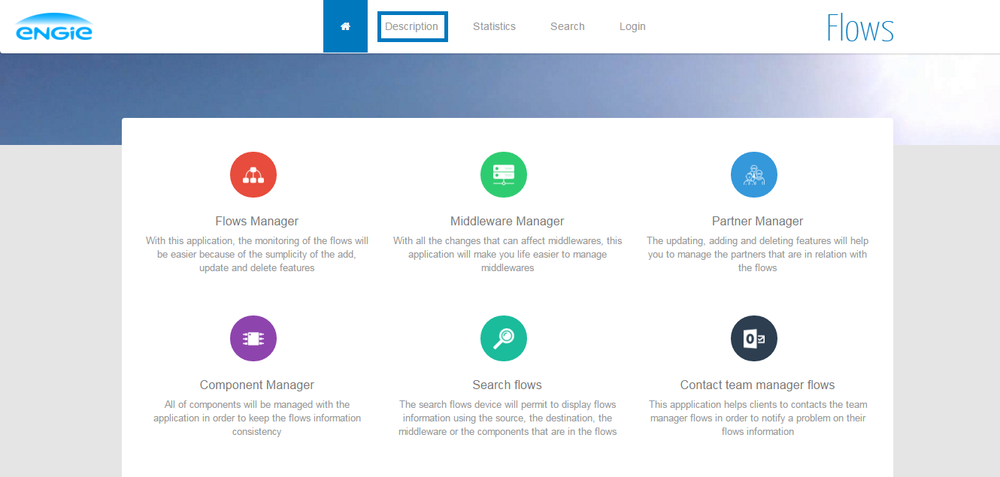 ENGiE
Description
Statistics
Search
Login
Flows
Flows Manager
With this application, the monitoring of the flows will
be easier because of the sumplicity of the add,
update and delete features
Middleware Manager
With all the changes that can affect middlewares, this
application will make you life easier to manage
middlewares
Partner Manager
The updating, adding and deleting features will help
you to manage the partners that are in relation with
the flows
Component Manager
All of components will be managed with the
application in order to keep the flows information
consistency
Search flows
The search flows device will permit to display flows
information using the source, the destination, the
middleware or the components that are in the flows
Contact team manager flows
This appplication helps clients to contacts the team
manager flows in order to notify a problem on their
flows information